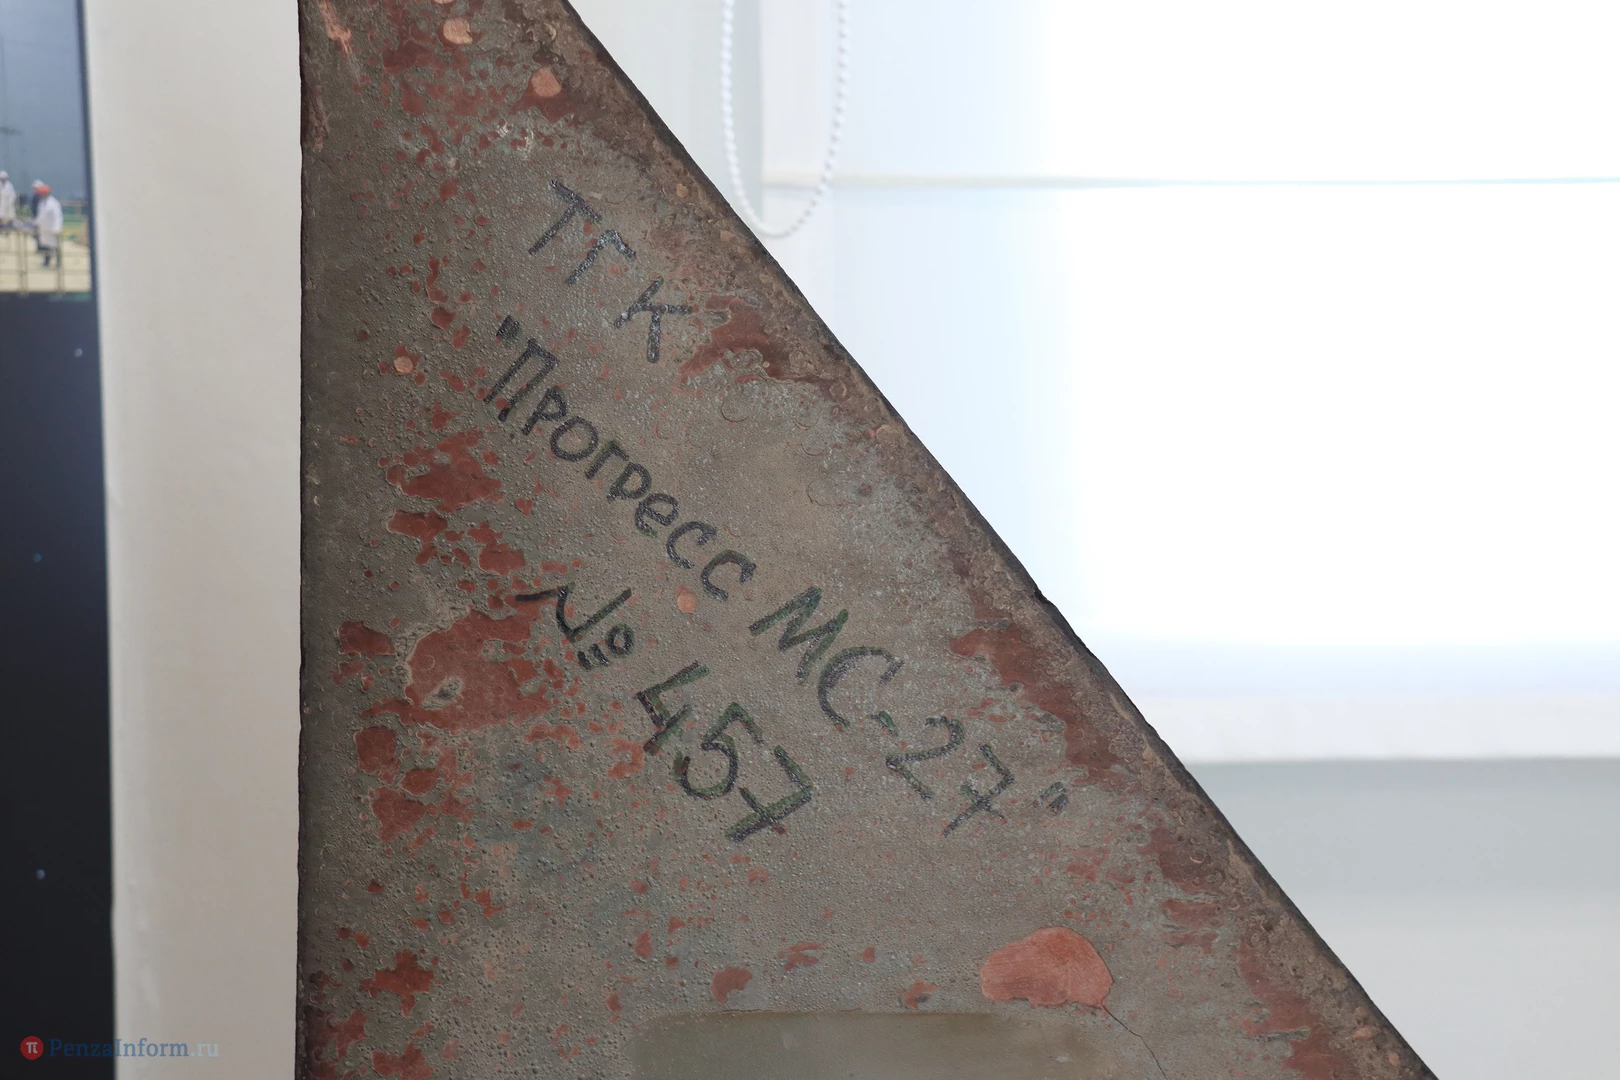 ТГК
"Прогресс МС-27"
№ 457
PenzaInform.ru